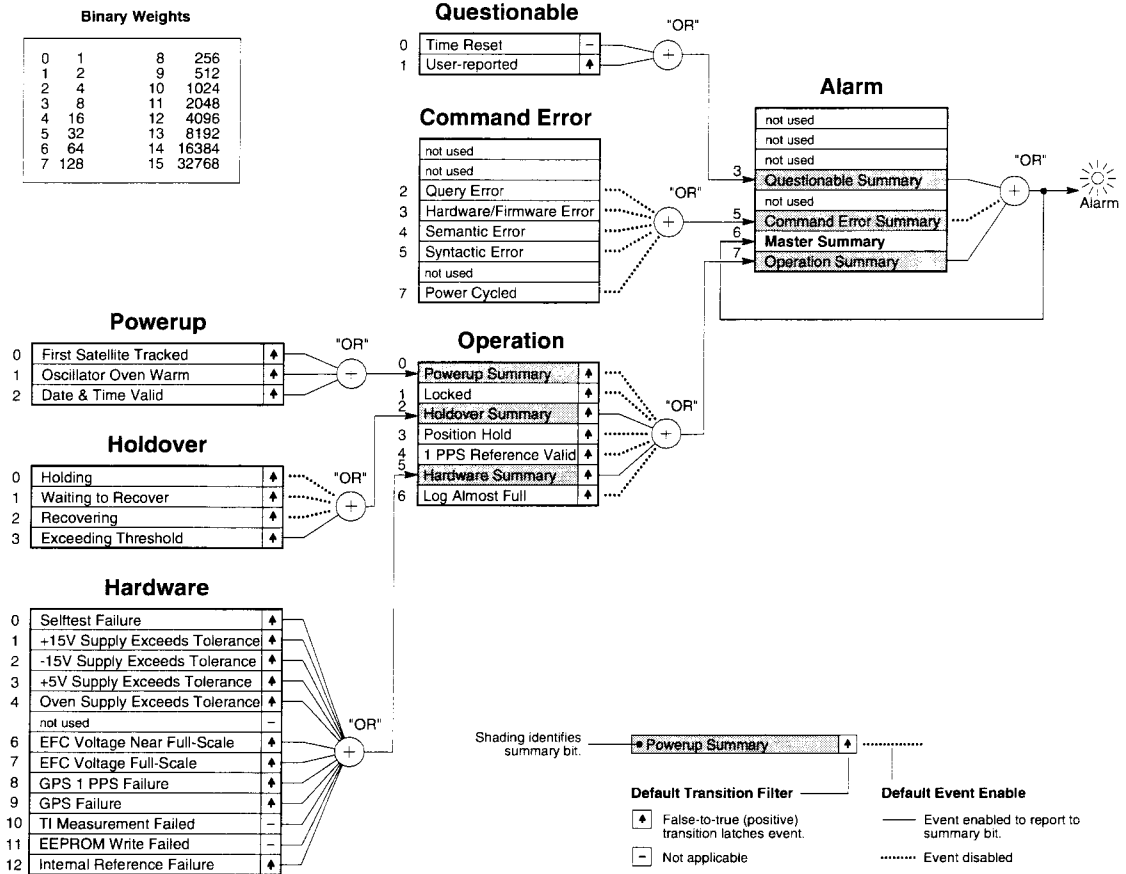 Binary Weights
0 1 8 256
1 2 9 512
2 4 10 1024
3 8 11 2048
4 16 12 4096
5 32 13 8192
6 64 14 16384
7 128 15 32768
Questionable
"OR"
0 Time Reset –
1 User-reported
+
Command Error
not used
not used
2 Query Error
3 Hardware/Firmware Error
4 Semantic Error
5 Syntactic Error
not used
7 Power Cycled
"OR"
+
Alarm
not used
not used
not used
3 Questionable Summary
not used
5 Command Error Summary
6 Master Summary
7 Operation Summary
"OR"
+
Alarm
Powerup
0 First Satellite Tracked
1 Oscillator Oven Warm
2 Date & Time Valid
"OR"
+
Operation
0 Powerup Summary
1 Locked
2 Holdover Summary
3 Position Hold
4 1 PPS Reference Valid
5 Hardware Summary
6 Log Almost Full
"OR"
+
Holdover
0 Holding
1 Waiting to Recover
2 Recovering
3 Exceeding Threshold
"OR"
+
Hardware
0 Selftest Failure
1 +15V Supply Exceeds Tolerance
2 -15V Supply Exceeds Tolerance
3 +5V Supply Exceeds Tolerance
4 Oven Supply Exceeds Tolerance
not used –
6 EFC Voltage Near Full-Scale
7 EFC Voltage Full-Scale
8 GPS 1 PPS Failure
9 GPS Failure
10 TI Measurement Failed –
11 EEPROM Write Failed –
12 Internal Reference Failure
"OR"
+
Shading identifies
summary bit.
Powerup Summary
Default Transition Filter
False-to-true (positive)
transition latches event.
– Not applicable
Default Event Enable
Event enabled to report to
summary bit.
Event disabled